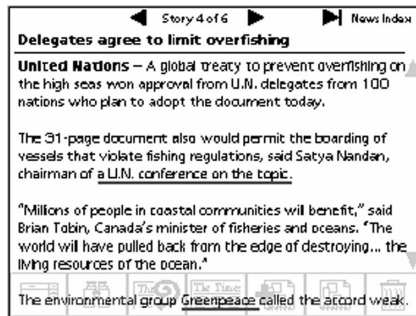 Story 4 of 6 News Index
Delegates agree to limit overfishing
United Nations – A global treaty to prevent overfishing on
the high seas won approval from U.N. delegates from 100
nations who plan to adopt the document today.
The 31-page document also would permit the boarding of
vessels that violate fishing regulations, said Satya Nandan,
chairman of a U.N. conference on the topic.
"Millions of people in coastal communities will benefit," said
Brian Tobin, Canada's minister of fisheries and oceans. "The
world will have pulled back from the edge of destroying... the
living resources of the ocean."
The environmental group Greenpeace called the accord weak.